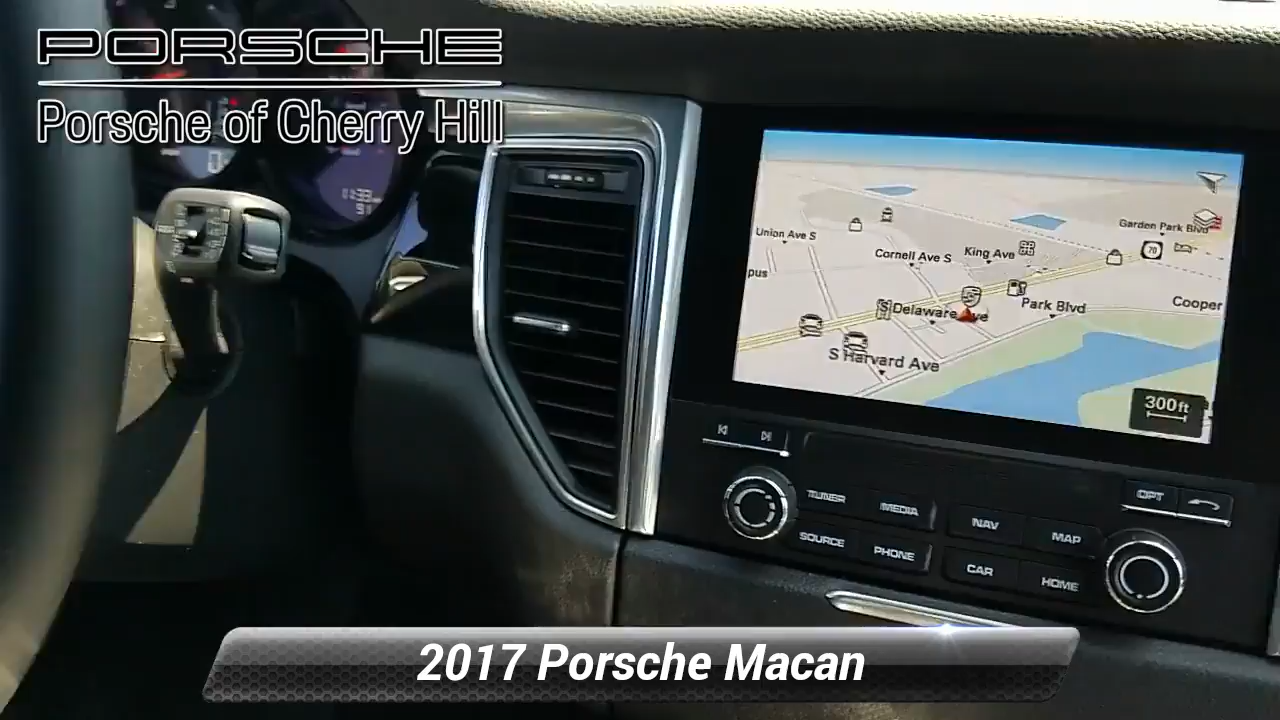 PORSCHE
Porsche of Cherry Hill
Union Ave S
Cornell Ave S
King Ave
Garden Park Blvd
70
pus
S Delaware Ave
Park Blvd
Cooper
S Harvard Ave
300ft
TUNER
MEDIA
SOURCE
PHONE
NAV
MAP
CAR
HOME
OPT
2017 Porsche Macan